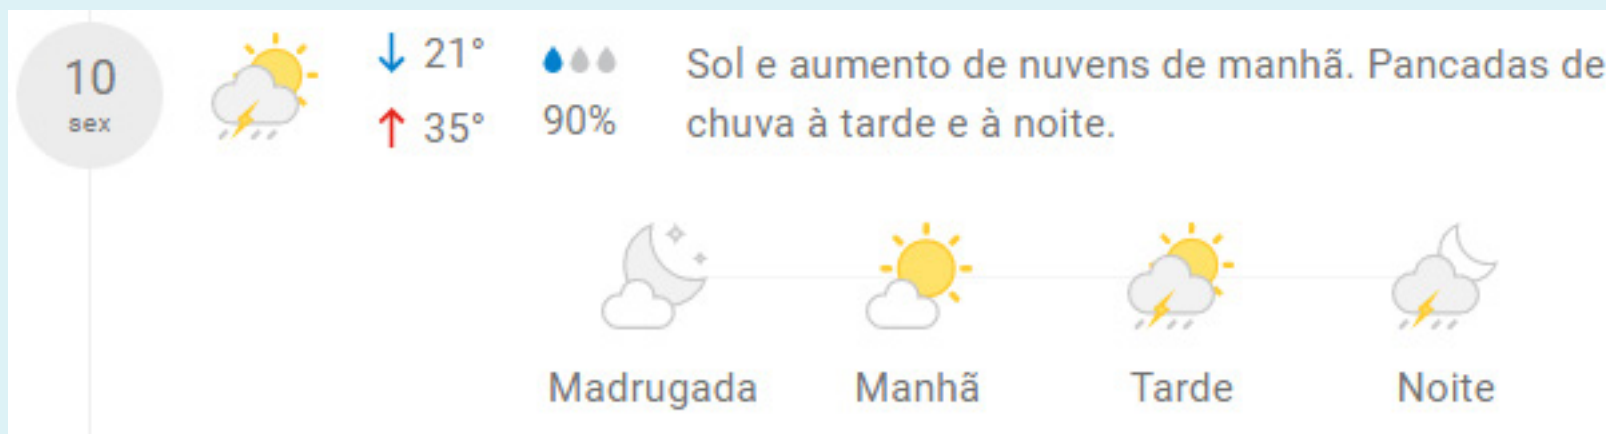 10
sex
21°
35°
90%
Sol e aumento de nuvens de manhã. Pancadas de
chuva à tarde e à noite.
Madrugada
Manhã
Tarde
Noite